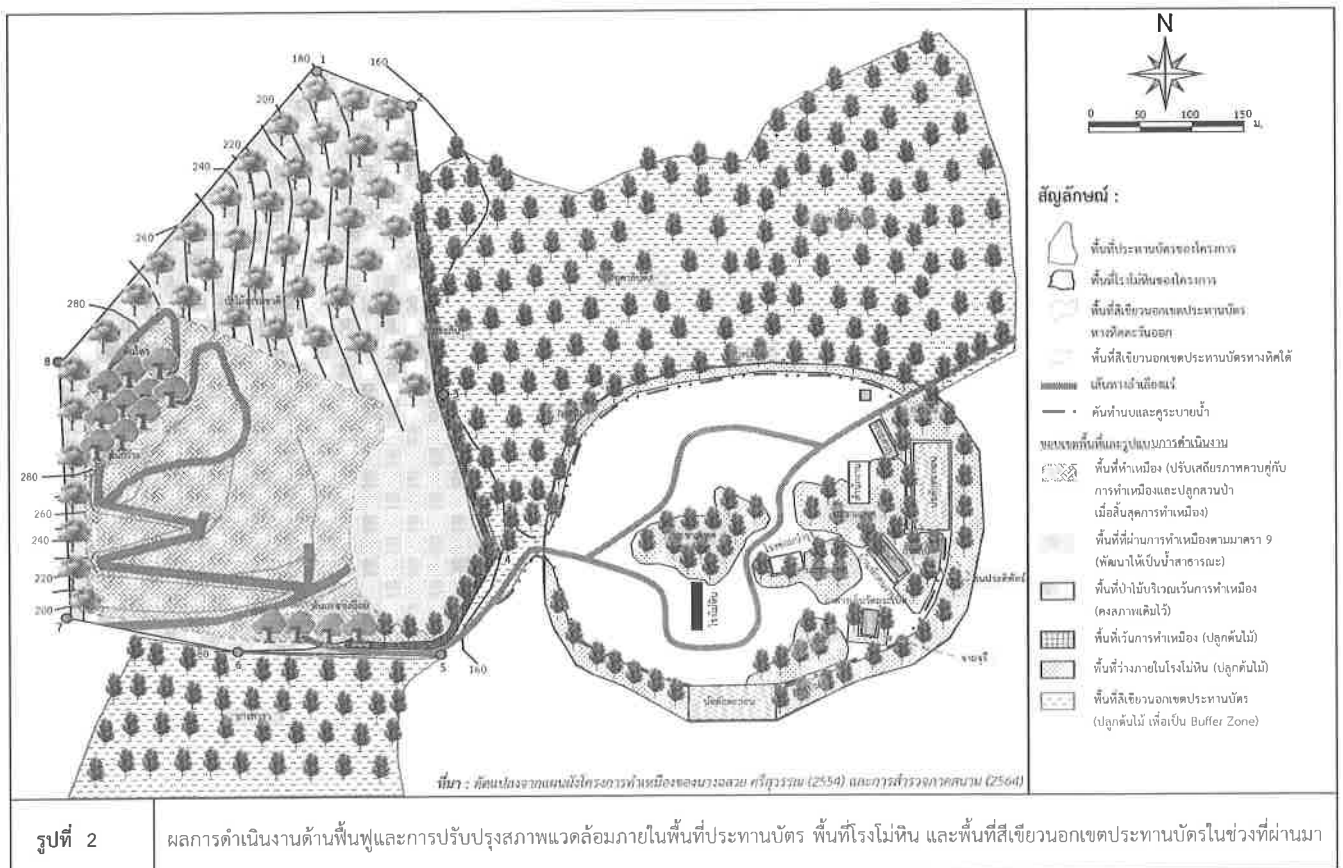 N
0 50 100 150 ม.
สัญลักษณ์ :
พื้นที่ประทานบัตรของโครงการ
พื้นที่โรงโม่หินของโครงการ
พื้นที่สีเขียวนอกเขตประทานบัตร
ทางทิศตะวันออก
พื้นที่สีเขียวนอกเขตประทานบัตรทางทิศใต้
เส้นทางลำเลียงแร่
คันทำนบและคูระบายน้ำ
ขอบเขตพื้นที่และรูปแบบการดำเนินงาน
พื้นที่ทำเหมือง (ปรับเสถียรภาพควบคู่กับ
การทำเหมืองและปลูกสวนป่า
เมื่อสิ้นสุดการทำเหมือง)
พื้นที่ที่ผ่านการทำเหมืองตามมาตรา 9
(พัฒนาให้เป็นน้ำสาธารณะ)
พื้นที่ป่าไม้บริเวณเว้นการทำเหมือง
(คงสภาพเดิมไว้)
พื้นที่เว้นการทำเหมือง (ปลูกต้นไม้)
พื้นที่ว่างภายในโรงโม่หิน (ปลูกต้นไม้)
พื้นที่สีเขียวนอกเขตประทานบัตร
(ปลูกต้นไม้ เพื่อเป็น Buffer Zone)
180
1
160
200
2
220
240
260
280
8
3
280
260
240
220
200
7
6
5
A
160
โรงโม่หิน
บ่อดักตะกอน
จามจุรี
ที่มา : ดัดแปลงจากแผนผังโครงการทำเหมืองของนางฉลวย ศรีสุวรรณ (2554) และการสำรวจภาคสนาม (2564)
รูปที่ 2
ผลการดำเนินงานด้านฟื้นฟูและการปรับปรุงสภาพแวดล้อมภายในพื้นที่ประทานบัตร พื้นที่โรงโม่หิน และพื้นที่สีเขียวนอกเขตประทานบัตรในช่วงที่ผ่านมา